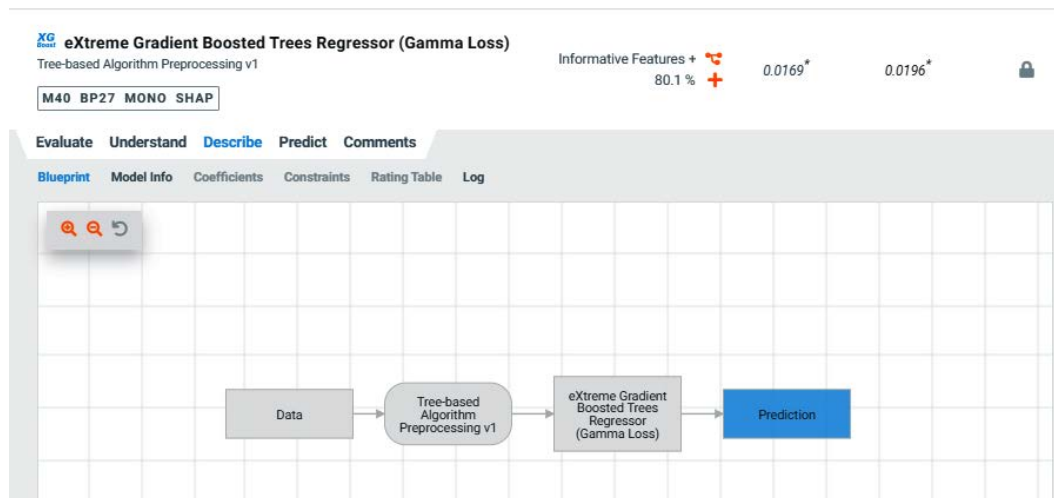 XG
Boost
eXtreme Gradient Boosted Trees Regressor (Gamma Loss)
Tree-based Algorithm Preprocessing v1
M40 BP27 MONO SHAP
Informative Features +
80.1 %
0.0169*
0.0196*
Evaluate Understand Describe Predict Comments
Blueprint Model Info Coefficients Constraints Rating Table Log
Data
Tree-based
Algorithm
Preprocessing v1
eXtreme Gradient
Boosted Trees
Regressor
(Gamma Loss)
Prediction